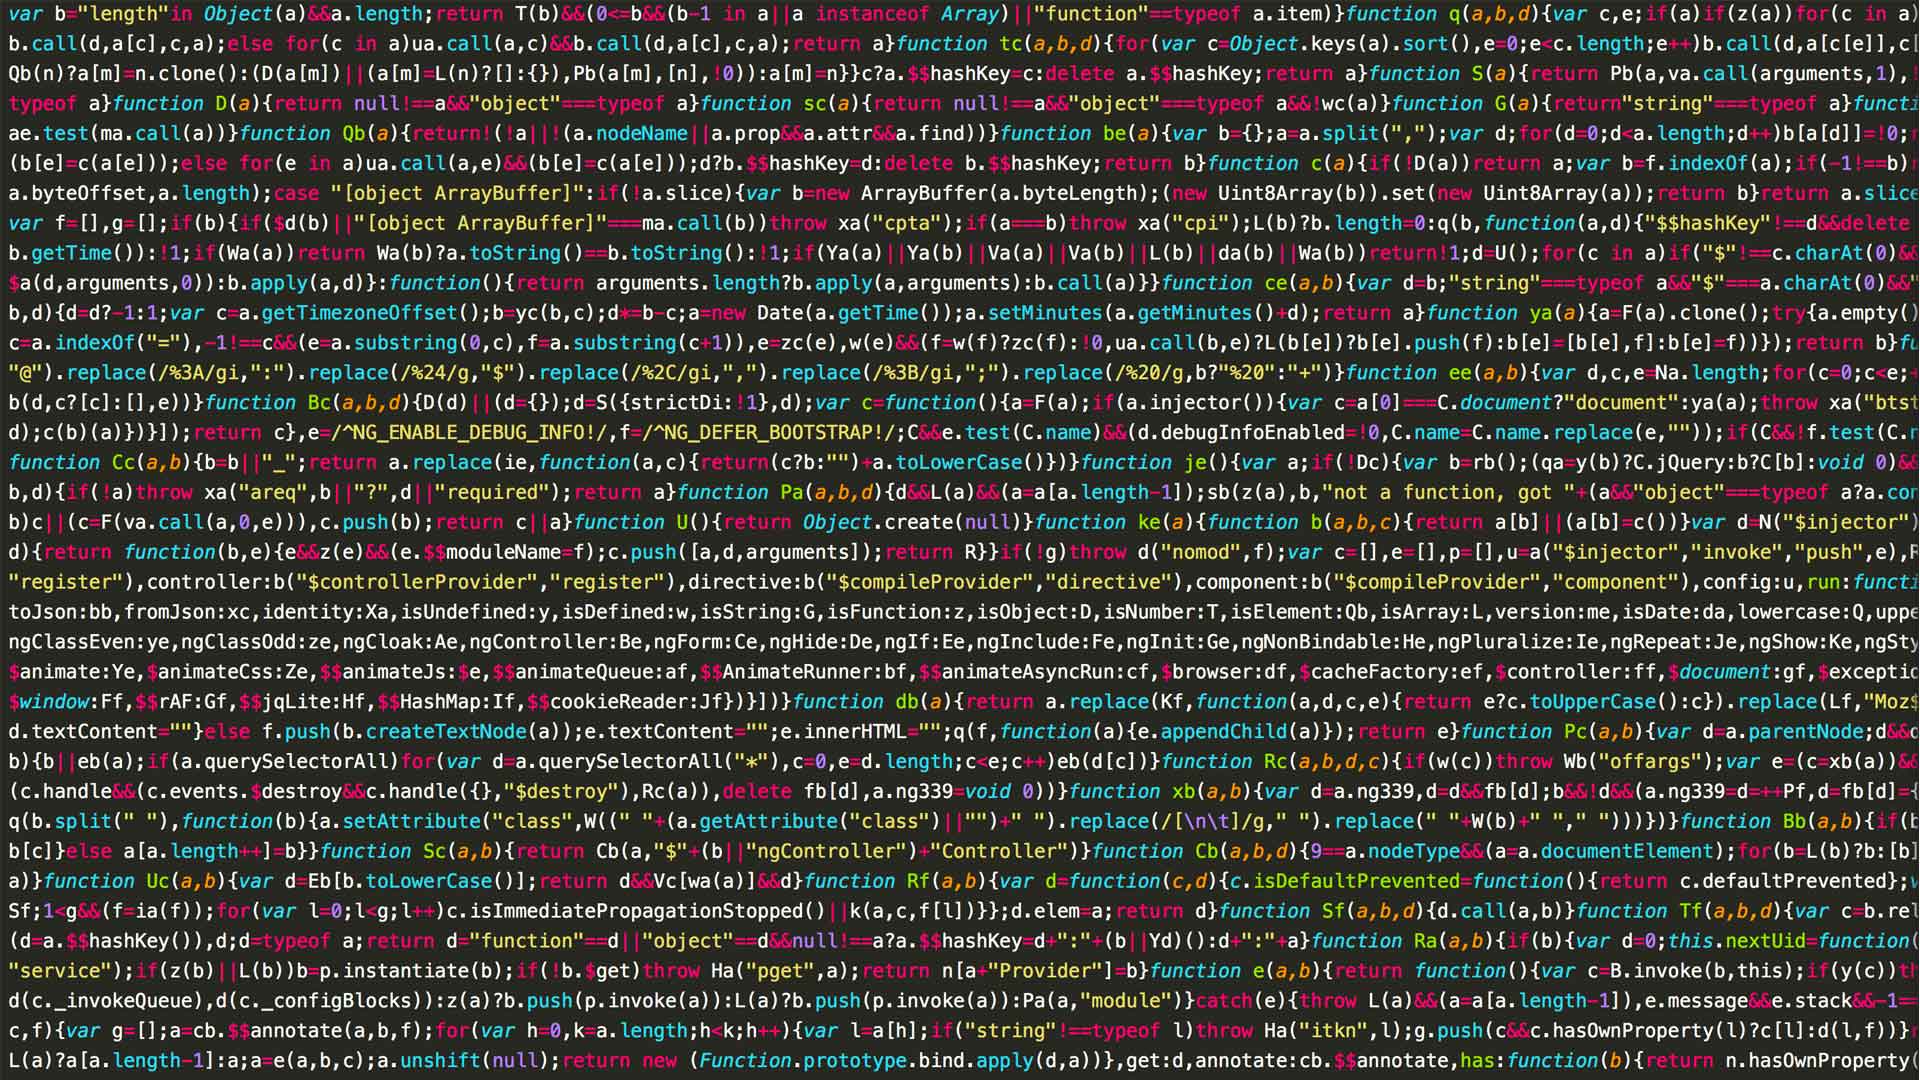 var b="length"in Object(a)&&a.length;return T(b)&&(0<=b&&(b-1 in a||a instanceof Array)||"function"==typeof a.item)}function q(a,b,d){var c,e;if(a)if(z(a))for(c in a)
b.call(d,a[c],c,a);else for(c in a)ua.call(a,c)&&b.call(d,a[c],c,a);return a}function tc(a,b,d){for(var c=Object.keys(a).sort(),e=0;e<c.length;e++)b.call(d,a[c[e]],c[
Qb(n)?a[m]=n.clone():(D(a[m])||(a[m]=L(n)?[]:{}),Pb(a[m],[n],!0)):a[m]=n}}c?a.$$hashKey=c:delete a.$$hashKey;return a}function S(a){return Pb(a,va.call(arguments,1),!
typeof a}function D(a){return null!==a&&"object"===typeof a}function sc(a){return null!==a&&"object"===typeof a&&!wc(a)}function G(a){return"string"===typeof a}functi
ae.test(ma.call(a))}function Qb(a){return!(!a||!(a.nodeName||a.prop&&a.attr&&a.find))}function be(a){var b={};a=a.split(",");var d;for(d=0;d<a.length;d++)b[a[d]]=!0;
(b[e]=c(a[e]));else for(e in a)ua.call(a,e)&&(b[e]=c(a[e]));d?b.$$hashKey=d:delete b.$$hashKey;return b}function c(a){if(!D(a))return a;var b=f.indexOf(a);if(-1!==b)
a.byteOffset,a.length);case "[object ArrayBuffer]":if(!a.slice){var b=new ArrayBuffer(a.byteLength);(new Uint8Array(b)).set(new Uint8Array(a));return b}return a.slice
var f=[],g=[];if(b){if($d(b)||"[object ArrayBuffer]"===ma.call(b))throw xa("cpta");if(a===b)throw xa("cpi");L(b)?b.length=0:q(b,function(a,d){"$$hashKey"!==d&&delete
b.getTime()):!1;if(Wa(a))return Wa(b)?a.toString()==b.toString():!1;if(Ya(a)||Ya(b)||Va(a)||Va(b)||L(b)||da(b)||Wa(b))return!1;d=U();for(c in a)if("$"!==c.charAt(0)&&
$a(d,arguments,0)):b.apply(a,d)}:function(){return arguments.length?b.apply(a,arguments):b.call(a)}}function ce(a,b){var d=b;"string"===typeof a&&"$"===a.charAt(0)&&"
b,d){d=d?-1:1;var c=a.getTimezoneOffset();b=yc(b,c);d*=b-c;a=new Date(a.getTime());a.setMinutes(a.getMinutes()+d);return a}function ya(a){a=F(a).clone();try{a.empty()
c=a.indexOf("="),-1!==c&&(e=a.substring(0,c),f=a.substring(c+1)),e=zc(e),w(e)&&(f=w(f)?zc(f):!0,ua.call(b,e)?L(b[e])?b[e].push(f):b[e]=[b[e],f]:b[e]=f))});return b}fu
"@").replace(/%3A/gi,":").replace(/%24/g,"$").replace(/%2C/gi,",").replace(/%3B/gi,";").replace(/%20/g,b?"%20":"+")}function ee(a,b){var d,c,e=Na.length;for(c=0;c<e;+
b(d,c?[c]:[],e))}function Bc(a,b,d){D(d)||(d={});d=S({strictDi:!1},d);var c=function(){a=F(a);if(a.injector()){var c=a[0]===C.document?"document":ya(a);throw xa("btst
d);c(b)(a)})}]);return c},e=/^NG_ENABLE_DEBUG_INFO!/,f=/^NG_DEFER_BOOTSTRAP!/;C&&e.test(C.name)&&(d.debugInfoEnabled=!0,C.name=C.name.replace(e,""));if(C&&!f.test(C.n
function Cc(a,b){b=b||"_";return a.replace(ie,function(a,c){return(c?b:"")+a.toLowerCase()})}function je(){var a;if(!Dc){var b=rb();(qa=y(b)?C.jQuery:b?C[b]:void 0)&&
b,d){if(!a)throw xa("areq",b||"?",d||"required");return a}function Pa(a,b,d){d&&L(a)&&(a=a[a.length-1]);sb(z(a),b,"not a function, got "+(a&&"object"===typeof a?a.con
b)c||(c=F(va.call(a,0,e))),c.push(b);return c||a}function U(){return Object.create(null)}function ke(a){function b(a,b,c){return a[b]||(a[b]=c())}var d=N("$injector")
d){return function(b,e){e&&z(e)&&(e.$$moduleName=f);c.push([a,d,arguments]);return R}}if(!g)throw d("nomod",f);var c=[],e=[],p=[],u=a("$injector","invoke","push",e),R
"register"),controller:b("$controllerProvider","register"),directive:b("$compileProvider","directive"),component:b("$compileProvider","component"),config:u,run:functi
toJson:bb,fromJson:xc,identity:Xa,isUndefined:y,isDefined:w,isString:G,isFunction:z,isObject:D,isNumber:T,isElement:Qb,isArray:L,version:me,isDate:da,lowercase:Q,uppe
ngClassEven:ye,ngClassOdd:ze,ngCloak:Ae,ngController:Be,ngForm:Ce,ngHide:De,ngIf:Ee,ngInclude:Fe,ngInit:Ge,ngNonBindable:He,ngPluralize:Ie,ngRepeat:Je,ngShow:Ke,ngSty
$animate:Ye,$animateCss:Ze,$$animateJs:$e,$$animateQueue:af,$$AnimateRunner:bf,$$animateAsyncRun:cf,$browser:df,$cacheFactory:ef,$controller:ff,$document:gf,$exceptio
$window:Ff,$$rAF:Gf,$$jqLite:Hf,$$HashMap:If,$$cookieReader:Jf})}])}function db(a){return a.replace(Kf,function(a,d,c,e){return e?c.toUpperCase():c}).replace(Lf,"Moz$
d.textContent=""}else f.push(b.createTextNode(a));e.textContent="";e.innerHTML="";q(f,function(a){e.appendChild(a)});return e}function Pc(a,b){var d=a.parentNode;d&&d
b){b||eb(a);if(a.querySelectorAll)for(var d=a.querySelectorAll("*"),c=0,e=d.length;c<e;c++)eb(d[c])}function Rc(a,b,d,c){if(w(c))throw Wb("offargs");var e=(c=xb(a))&&
(c.handle&&(c.events.$destroy&&c.handle({},"$destroy"),Rc(a)),delete fb[d],a.ng339=void 0))}function xb(a,b){var d=a.ng339,d=d&&fb[d];b&&!d&&(a.ng339=d=++Pf,d=fb[d]={
q(b.split(" "),function(b){a.setAttribute("class",W((" "+(a.getAttribute("class")||"")+" ").replace(/[\n\t]/g," ").replace(" "+W(b)+" "," ")))})}function Bb(a,b){if(b
b[c]}else a[a.length++]=b}}function Sc(a,b){return Cb(a,"$"+(b||"ngController")+"Controller")}function Cb(a,b,d){9==a.nodeType&&(a=a.documentElement);for(b=L(b)?b:[b]
a)}function Uc(a,b){var d=Eb[b.toLowerCase()];return d&&Vc[wa(a)]&&d}function Rf(a,b){var d=function(c,d){c.isDefaultPrevented=function(){return c.defaultPrevented};v
Sf;1<g&&(f=ia(f));for(var l=0;l<g;l++)c.isImmediatePropagationStopped()||k(a,c,f[l])}};d.elem=a;return d}function Sf(a,b,d){d.call(a,b)}function Tf(a,b,d){var c=b.rel
(d=a.$$hashKey()),d;d=typeof a;return d="function"==d||"object"==d&&null!==a?a.$$hashKey=d+":"+(b||Yd)():d+":"+a}function Ra(a,b){if(b){var d=0;this.nextUid=function(
"service");if(z(b)||L(b))b=p.instantiate(b);if(!b.$get)throw Ha("pget",a);return n[a+"Provider"]=b}function e(a,b){return function(){var c=B.invoke(b,this);if(y(c))th
d(c._invokeQueue),d(c._configBlocks)):z(a)?b.push(p.invoke(a)):L(a)?b.push(p.invoke(a)):Pa(a,"module")}catch(e){throw L(a)&&(a=a[a.length-1]),e.message&&e.stack&&-1==
c,f){var g=[];a=cb.$$annotate(a,b,f);for(var h=0,k=a.length;h<k;h++){var l=a[h];if("string"!==typeof l)throw Ha("itkn",l);g.push(c&&c.hasOwnProperty(l)?c[l]:d(l,f))}r
L(a)?a[a.length-1]:a;a=e(a,b,c);a.unshift(null);return new (Function.prototype.bind.apply(d,a))},get:d,annotate:cb.$$annotate,has:function(b){return n.hasOwnProperty(